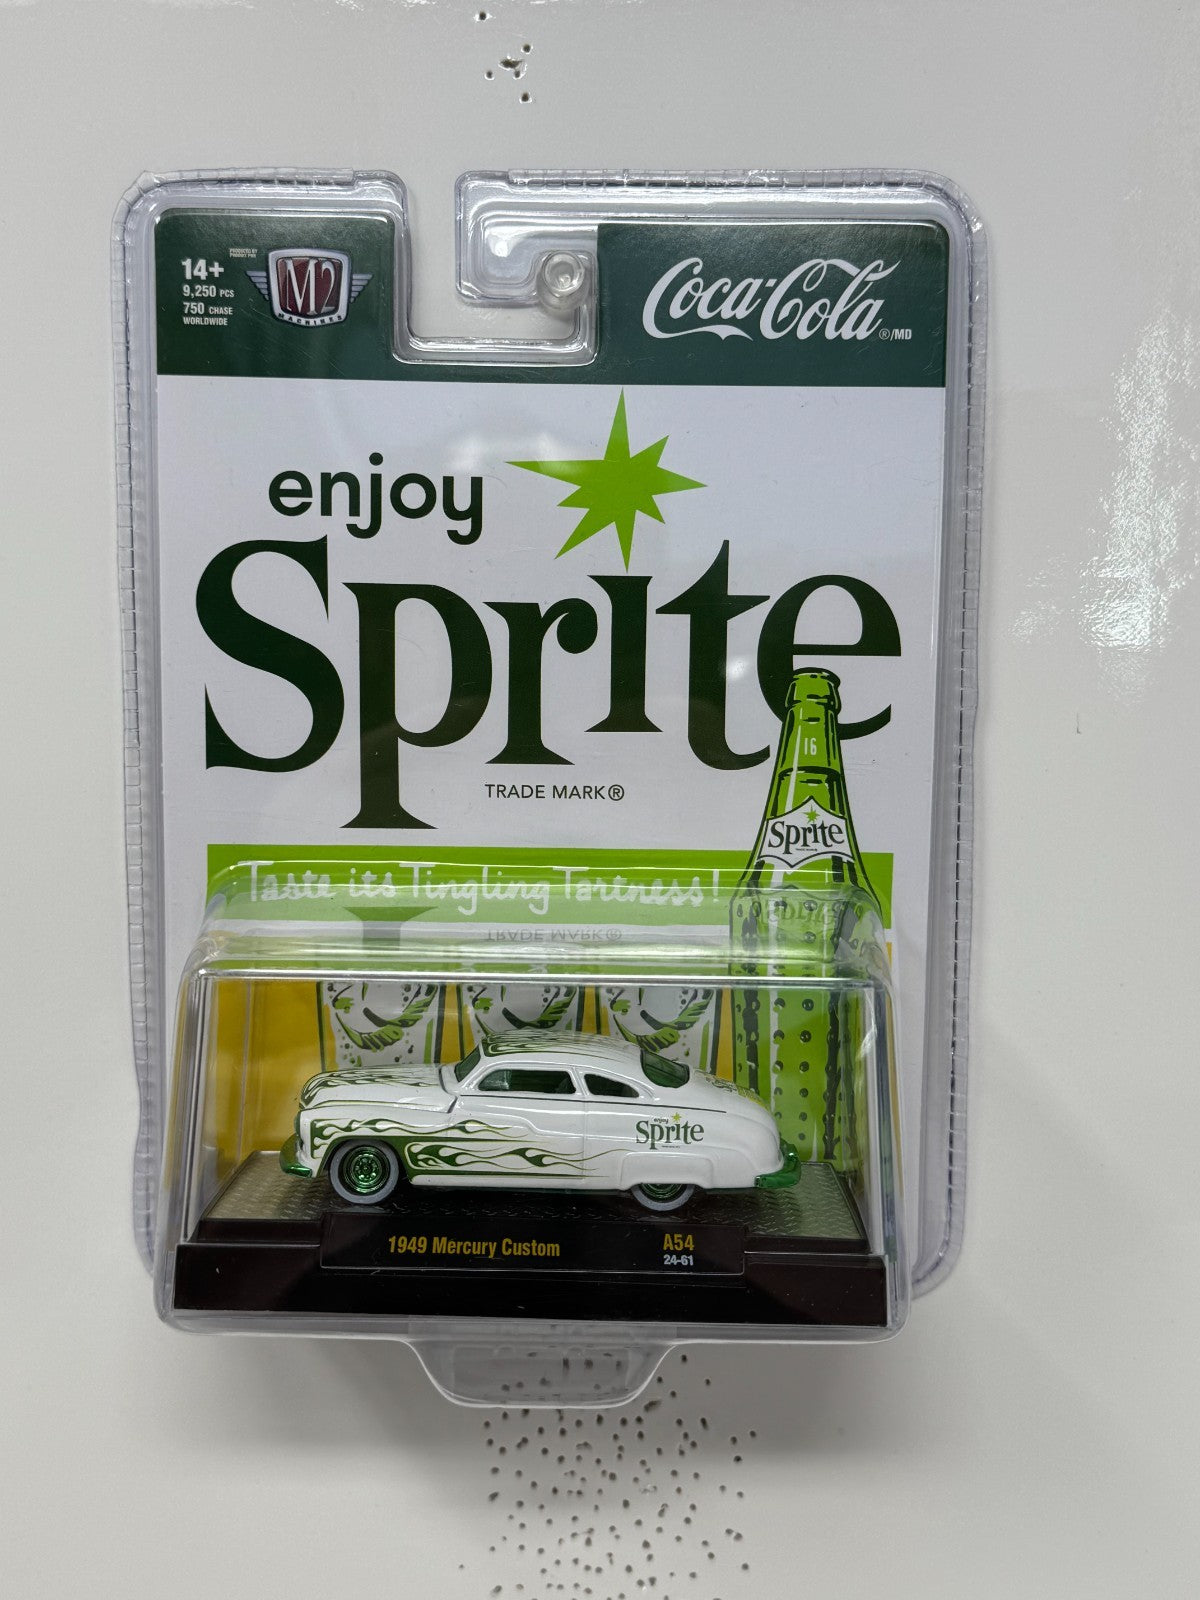 14+
9,250 PCS
750 CHASE
WORLDWIDE
PRODUCED BY
M2
MACHINES
Coca-Cola ®/MD
enjoy
Sprite
TRADE MARK®
16
Sprite
Taste its Tingling Tartness!
enjoy
Sprite
1949 Mercury Custom
A54
24-61